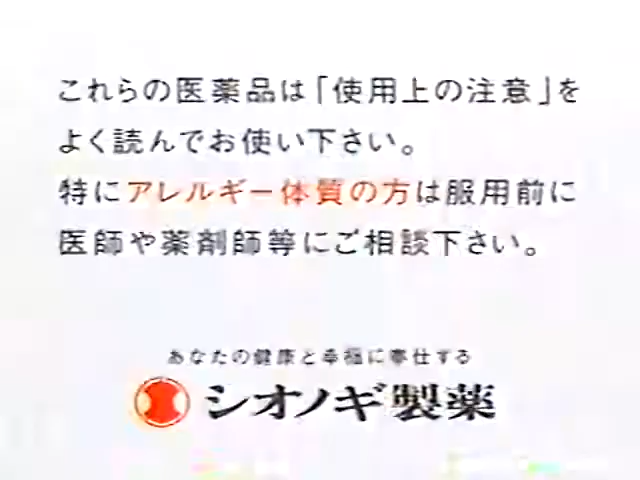 これらの医薬品は「使用上の注意」を
よく読んでお使い下さい。
特にアレルギー体質の方は服用前に
医師や薬剤師等にご相談下さい。
あなたの健康と幸福に奉仕する
シオノギ製薬